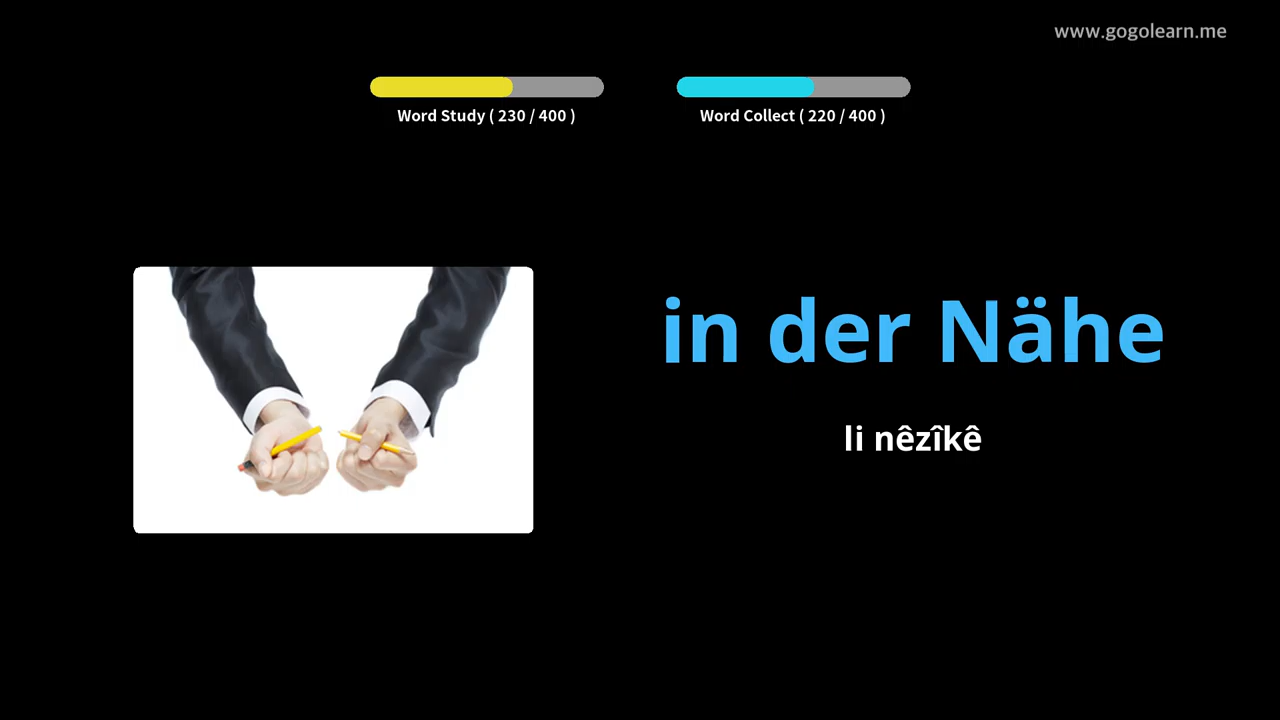 www.gogolearn.me
Word Study ( 230 / 400 )
Word Collect ( 220 / 400 )
in der Nähe
li nêzîkê